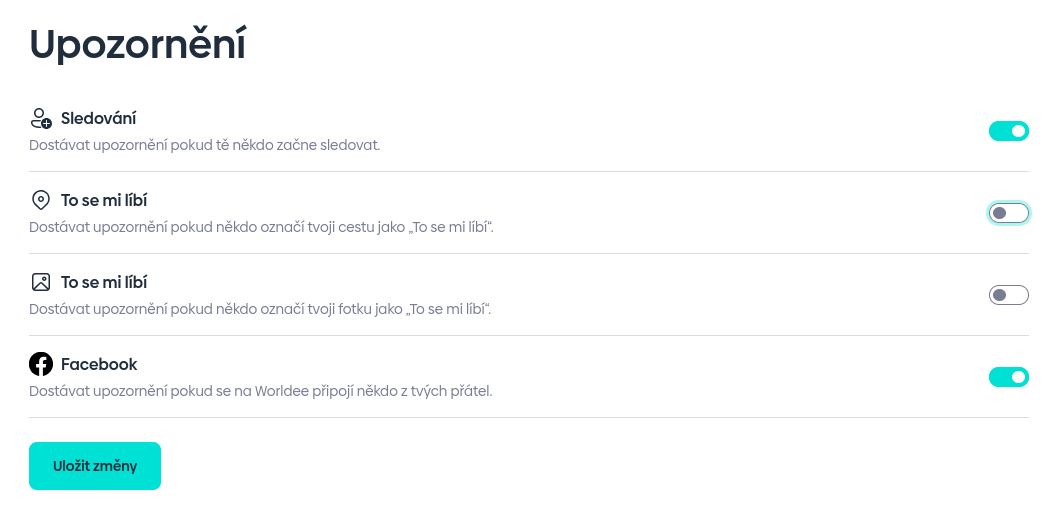 Upozornění
Sledování
Dostávat upozornění pokud tě někdo začne sledovat.
To se mi líbí
Dostávat upozornění pokud někdo označí tvoji cestu jako „To se mi líbí“.
To se mi líbí
Dostávat upozornění pokud někdo označí tvoji fotku jako „To se mi líbí“.
Facebook
Dostávat upozornění pokud se na Worldee připojí někdo z tvých přátel.
Uložit změny